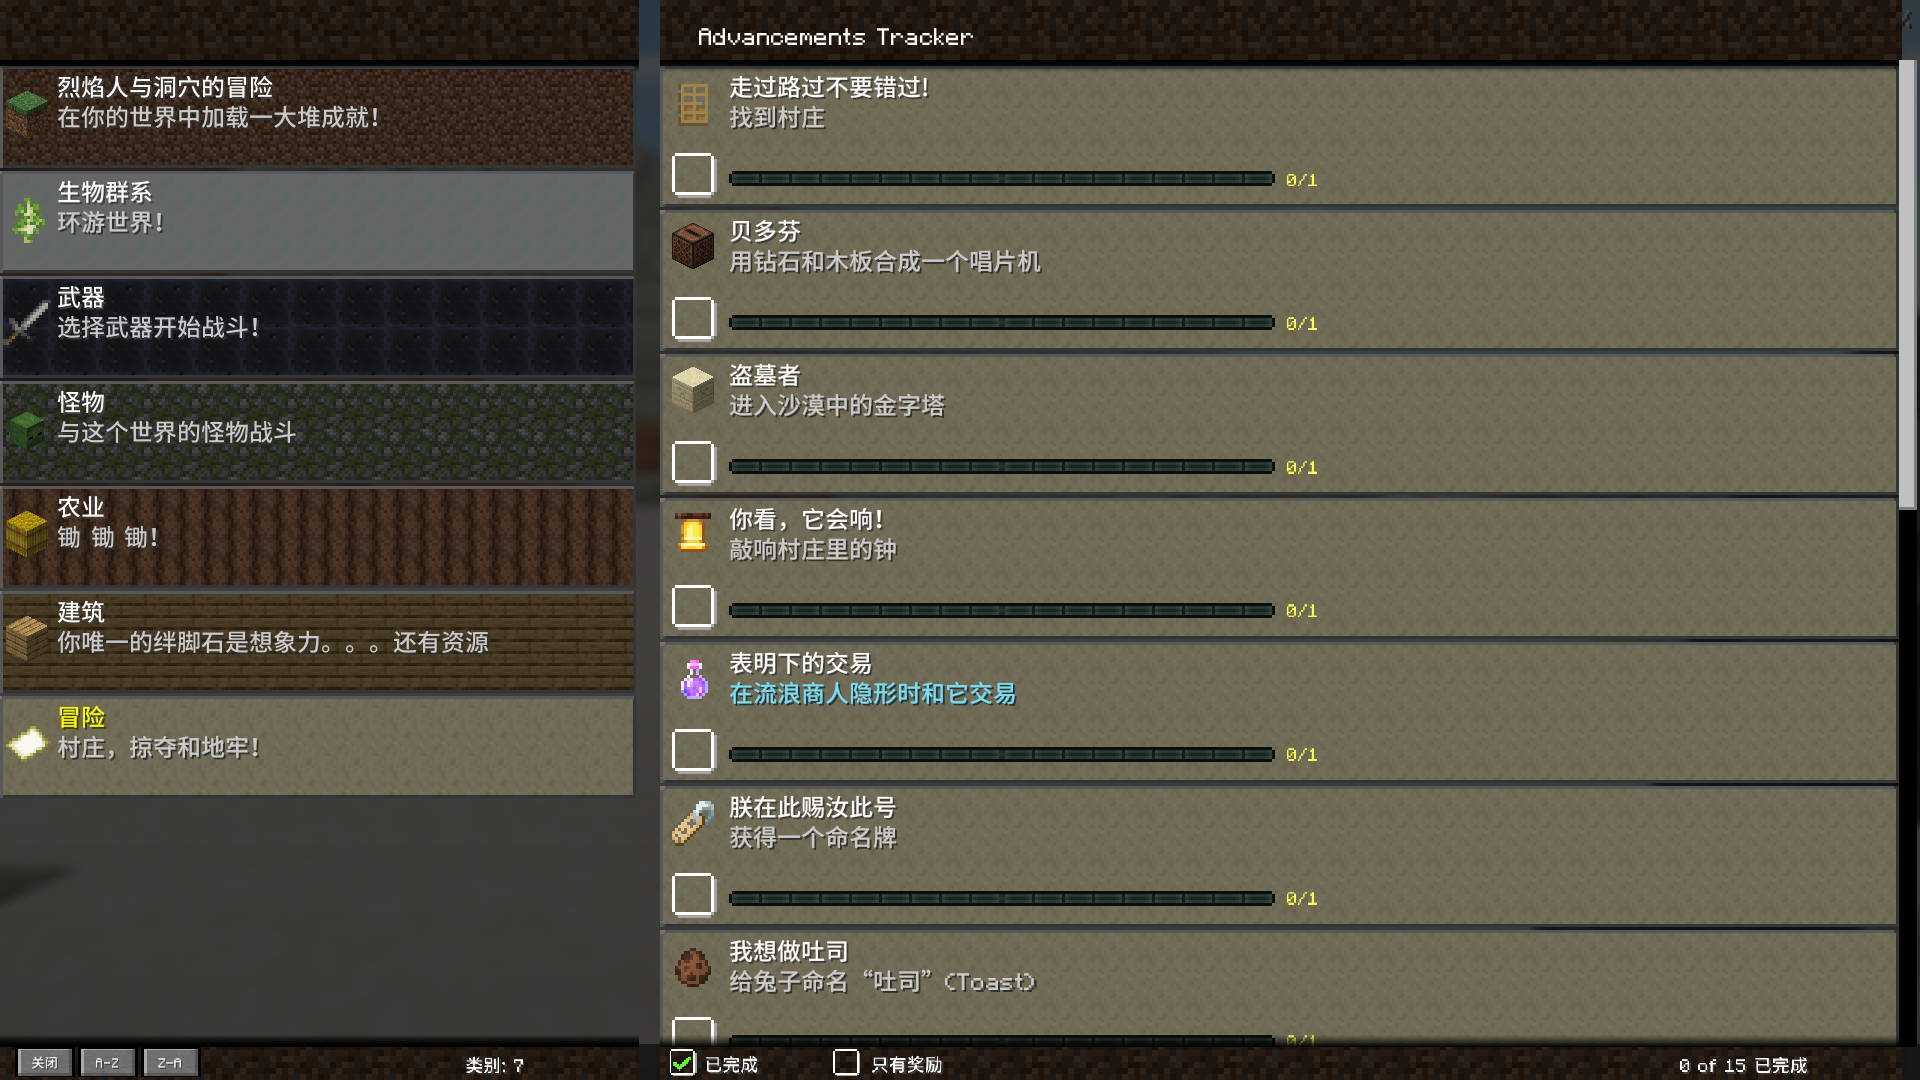 Advancements Tracker
烈焰人与洞穴的冒险
在你的世界中加载一大堆成就！
生物群系
环游世界！
武器
选择武器开始战斗！
怪物
与这个世界的怪物战斗
农业
锄 锄 锄！
建筑
你唯一的绊脚石是想象力。。。还有资源
冒险
村庄，掠夺和地牢！
关闭
A-Z
Z-A
类别: 7
走过路过不要错过!
找到村庄
0/1
贝多芬
用钻石和木板合成一个唱片机
0/1
盗墓者
进入沙漠中的金字塔
0/1
你看，它会响！
敲响村庄里的钟
0/1
表明下的交易
在流浪商人隐形时和它交易
0/1
朕在此赐汝此号
获得一个命名牌
0/1
我想做吐司
给兔子命名“吐司”(Toast)
0/1
已完成
只有奖励
0 of 15 已完成